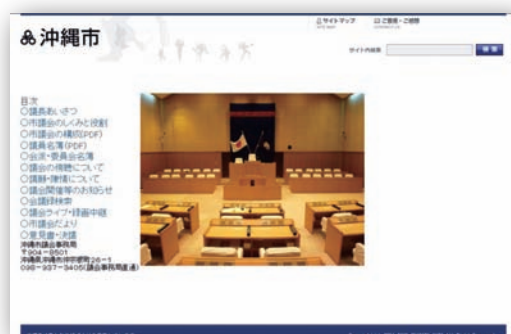 沖縄市
サイトマップ
ご意見・ご感想
サイト内検索
検索
目次
○議長あいさつ
○市議会のしくみと役割
○市議会の構成(PDF)
○議員名簿(PDF)
○会派・委員会名簿
○議会の傍聴について
○請願・陳情について
○議会開催等のお知らせ
○会議録検索
○議会ライブ・録画中継
○市議会だより
○意見書・決議
沖縄市議会事務局
〒904-8501
沖縄県沖縄市仲宗根町26-1
098-937-3405(議会事務局直通)